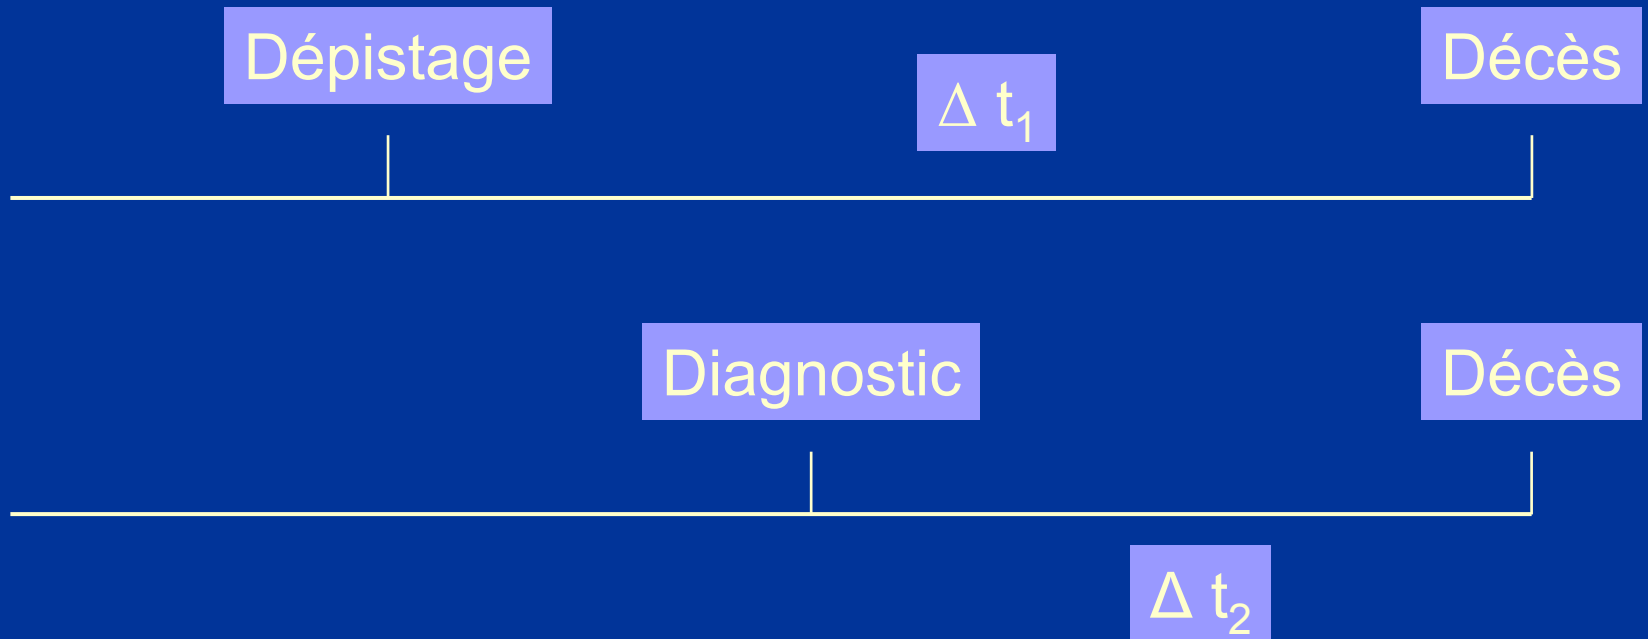 Dépistage
Décès
Δ t₁
Diagnostic
Décès
Δ t₂